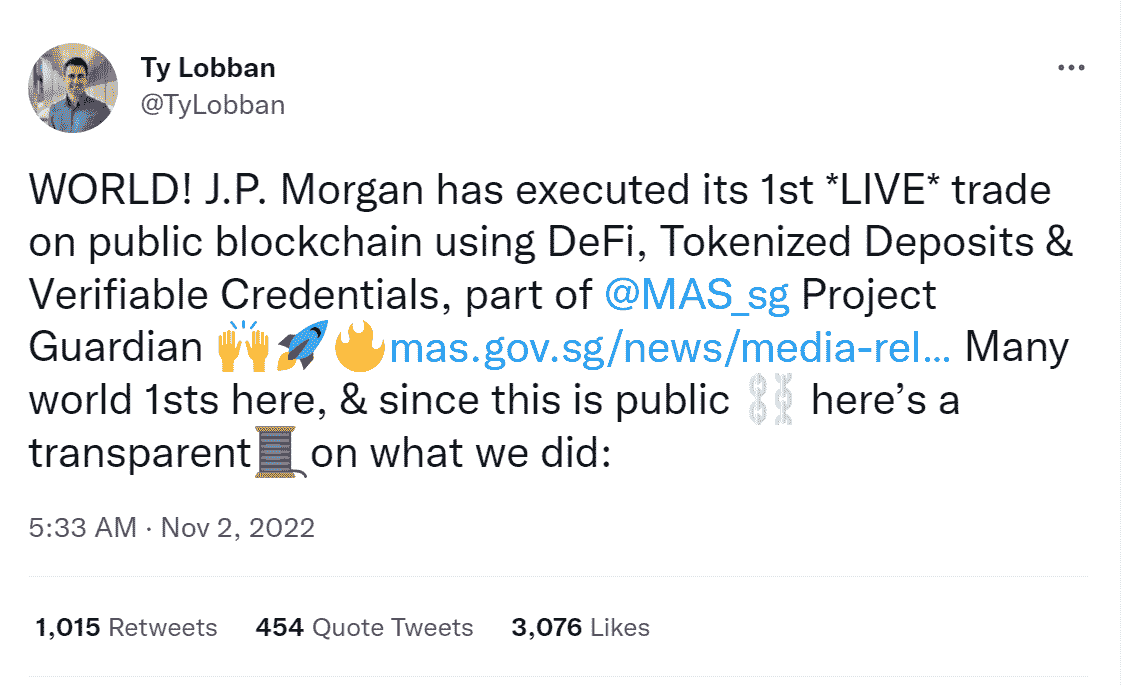 Ty Lobban
@TyLobban
WORLD! J.P. Morgan has executed its 1st *LIVE* trade
on public blockchain using DeFi, Tokenized Deposits &
Verifiable Credentials, part of @MAS_sg Project
Guardian 🙌🚀🔥mas.gov.sg/news/media-rel… Many
world 1sts here, & since this is public ⛓️ here’s a
transparent🧵on what we did:
5:33 AM · Nov 2, 2022
1,015 Retweets 454 Quote Tweets 3,076 Likes